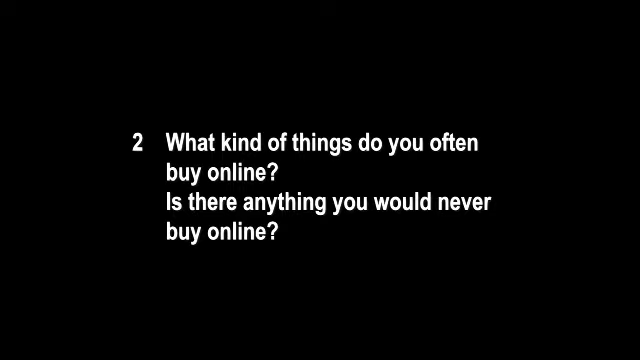 2 What kind of things do you often
buy online?
Is there anything you would never
buy online?